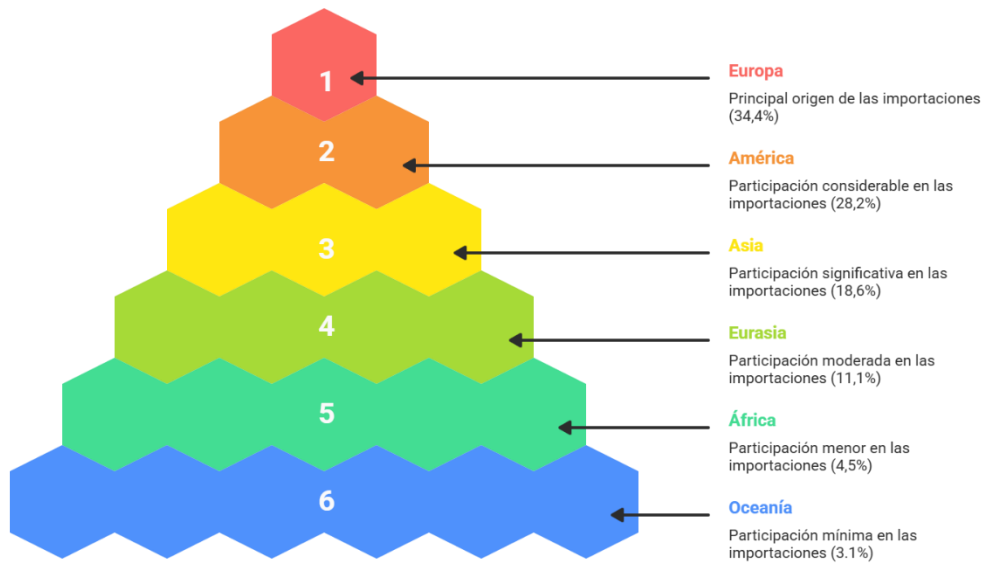 1
Europa
Principal origen de las importaciones
(34,4%)
2
América
Participación considerable en las
importaciones (28,2%)
3
Asia
Participación significativa en las
importaciones (18,6%)
4
Eurasia
Participación moderada en las
importaciones (11,1%)
5
África
Participación menor en las
importaciones (4,5%)
6
Oceanía
Participación mínima en las
importaciones (3.1%)